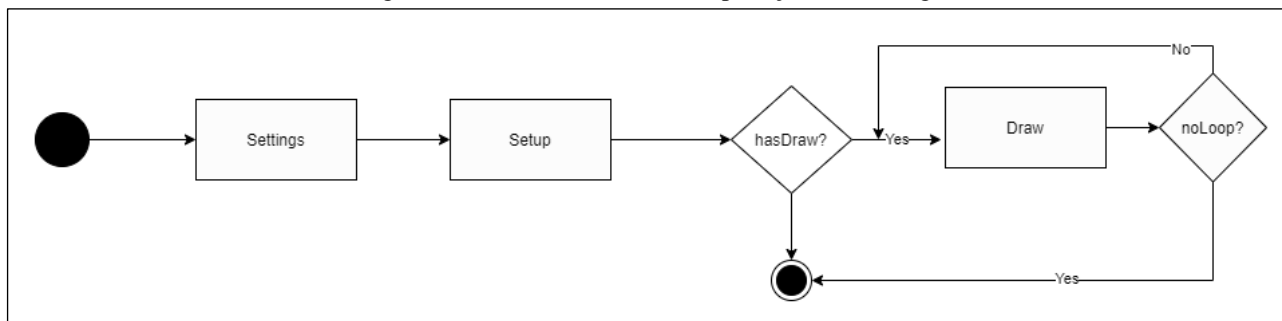 No
Settings
Setup
hasDraw?
Yes
Draw
noLoop?
Yes